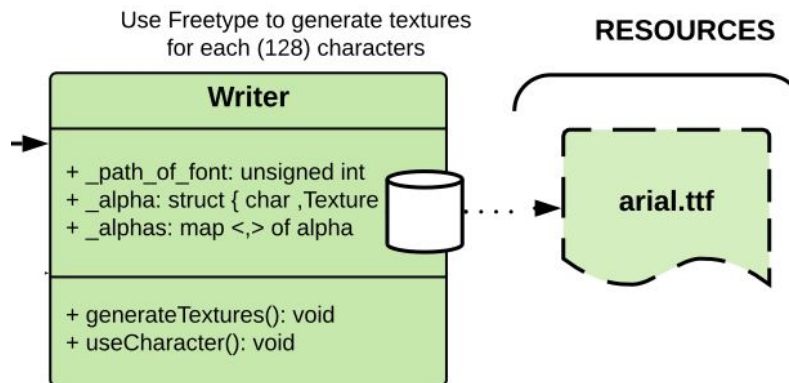 Use Freetype to generate textures
for each (128) characters
RESOURCES
Writer
+ _path_of_font: unsigned int
+ _alpha: struct { char ,Texture
+ _alphas: map <,> of alpha
arial.ttf
+ generateTextures(): void
+ useCharacter(): void